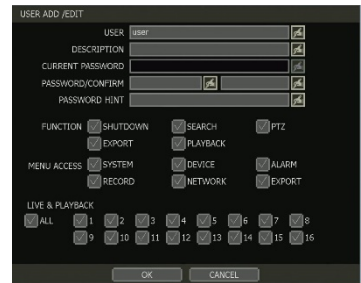 USER ADD /EDIT
USER user
DESCRIPTION
CURRENT PASSWORD
PASSWORD/CONFIRM
PASSWORD HINT
FUNCTION SHUTDOWN SEARCH PTZ
EXPORT PLAYBACK
MENU ACCESS SYSTEM DEVICE ALARM
RECORD NETWORK EXPORT
LIVE & PLAYBACK
ALL 1 2 3 4 5 6 7 8
9 10 11 12 13 14 15 16
OK CANCEL